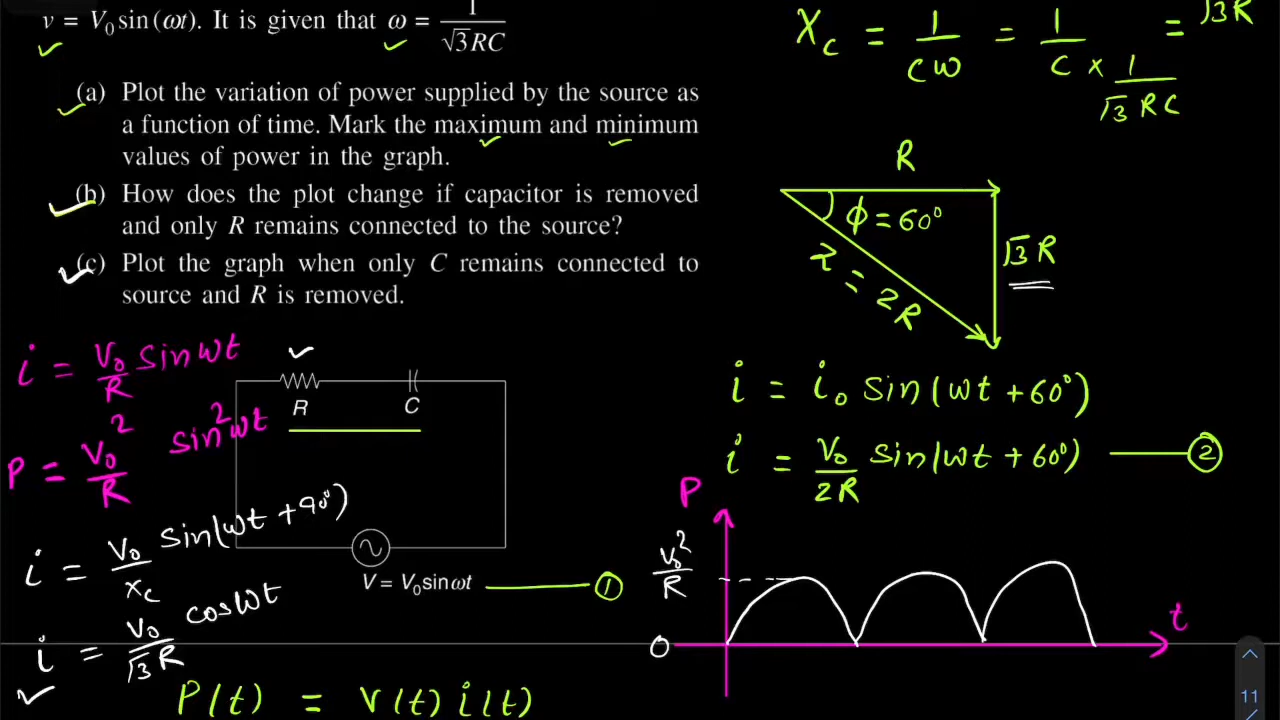 v = V₀ sin (ωt). It is given that ω = 1/√3RC
(a) Plot the variation of power supplied by the source as
a function of time. Mark the maximum and minimum
values of power in the graph.
(b) How does the plot change if capacitor is removed
and only R remains connected to the source?
(c) Plot the graph when only C remains connected to
source and R is removed.
i = V₀/R sin ωt
P = V₀²/R sin²ωt
R
C
i = V₀/Xc sin(ωt + 90°)
V = V₀sinωt ①
i = V₀/√3R cosωt
P(t) = V(t) i(t)
Xc = 1/Cω = 1/C × 1/√3RC = √3R
R
ϕ = 60°
√3R
z = 2R
i = i₀ Sin(ωt + 60°)
i = V₀/2R Sin(ωt + 60°) ②
P
V₀²/R
t
0
11